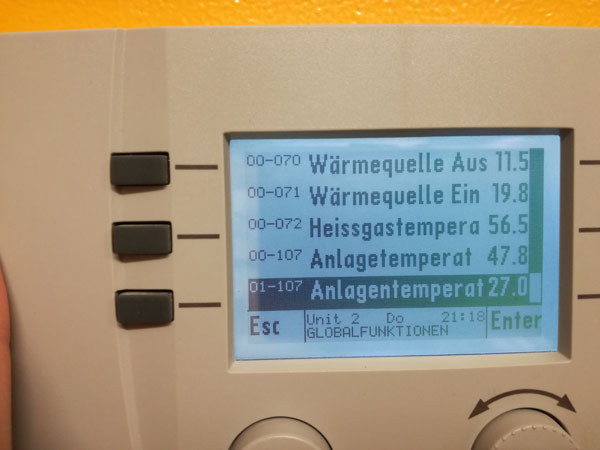 00-070 Wärmequelle Aus 11.5
00-071 Wärmequelle Ein 19.8
00-072 Heissgastempera 56.5
00-107 Anlagetemperat 47.8
01-107 Anlagentemperat 27.0
Esc Unit 2 Do 21:18 Enter
GLOBALFUNKTIONEN